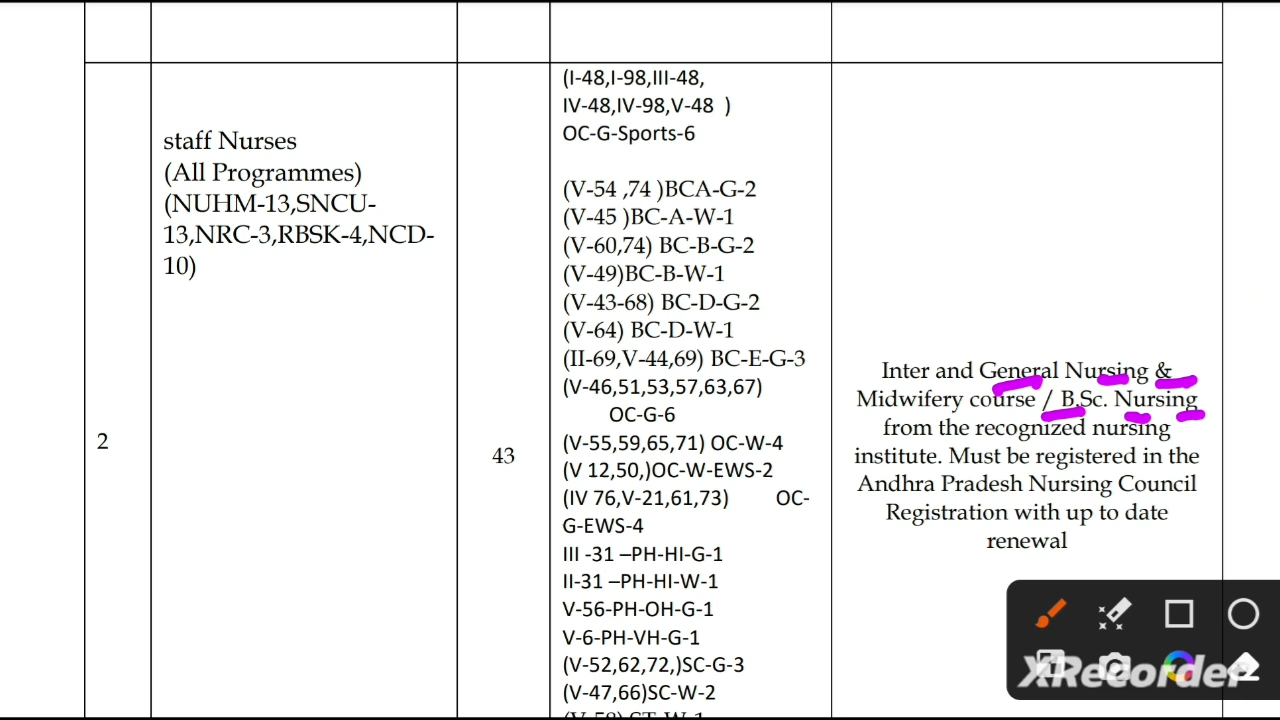 2
staff Nurses
(All Programmes)
(NUHM-13,SNCU-
13,NRC-3,RBSK-4,NCD-
10)
43
(I-48,I-98,III-48,
IV-48,IV-98,V-48 )
OC-G-Sports-6
(V-54 ,74 )BCA-G-2
(V-45 )BC-A-W-1
(V-60,74) BC-B-G-2
(V-49)BC-B-W-1
(V-43-68) BC-D-G-2
(V-64) BC-D-W-1
(II-69,V-44,69) BC-E-G-3
(V-46,51,53,57,63,67)
OC-G-6
(V-55,59,65,71) OC-W-4
(V 12,50,)OC-W-EWS-2
(IV 76,V-21,61,73) OC-
G-EWS-4
III -31 –PH-HI-G-1
II-31 –PH-HI-W-1
V-56-PH-OH-G-1
V-6-PH-VH-G-1
(V-52,62,72,)SC-G-3
(V-47,66)SC-W-2
(V-58) ST-W-1
Inter and General Nursing &
Midwifery course / B.Sc. Nursing
from the recognized nursing
institute. Must be registered in the
Andhra Pradesh Nursing Council
Registration with up to date
renewal
XRecorder